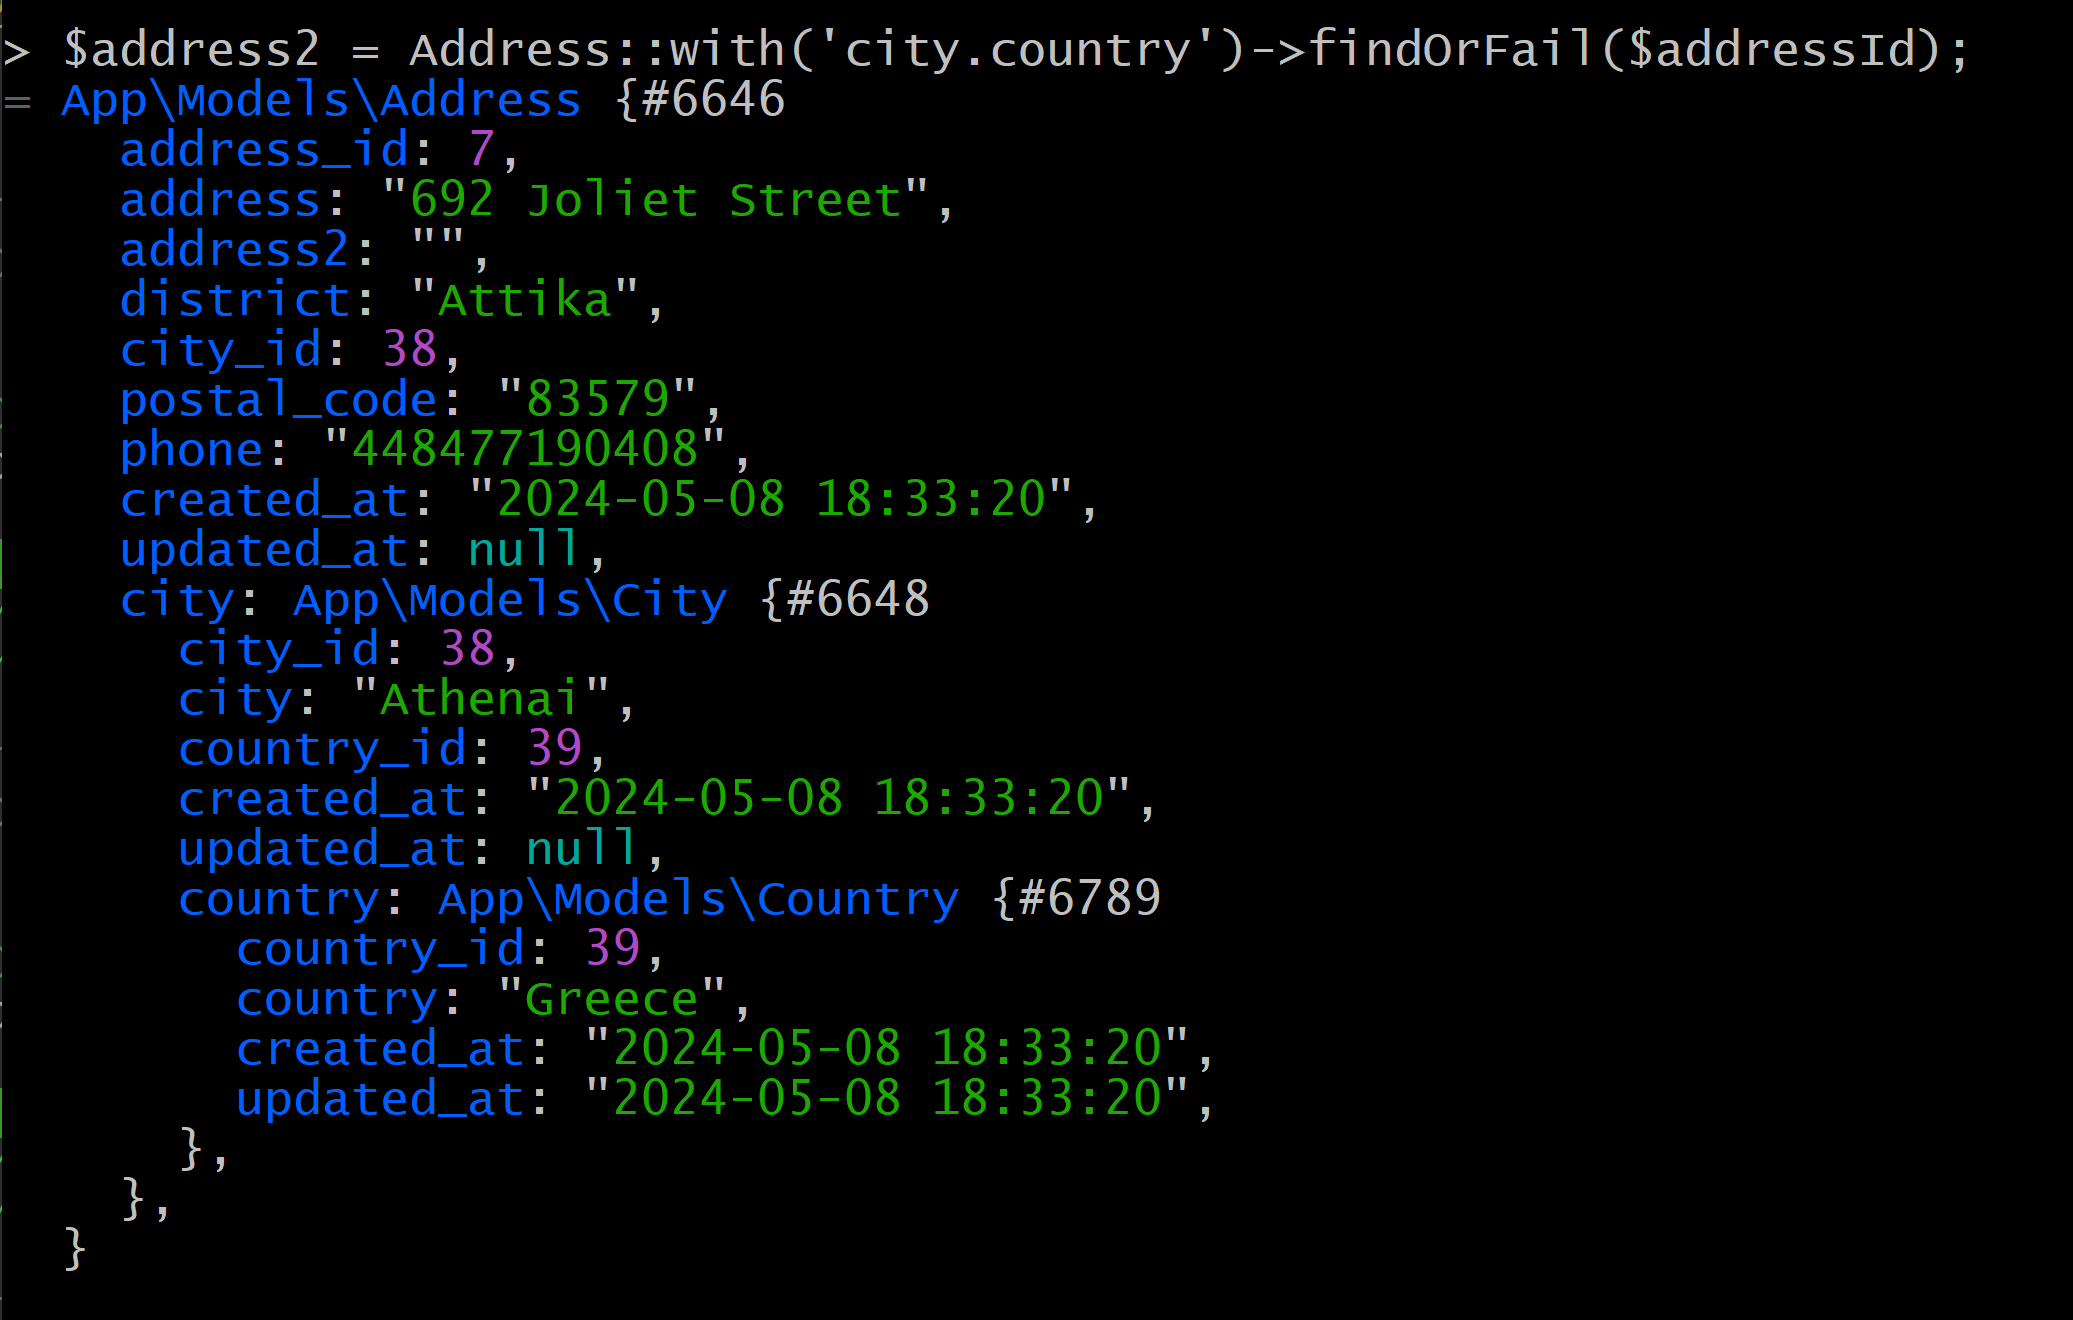 > $address2 = Address::with('city.country')->findOrFail($addressId);
= App\Models\Address {#6646
address_id: 7,
address: "692 Joliet Street",
address2: "",
district: "Attika",
city_id: 38,
postal_code: "83579",
phone: "448477190408",
created_at: "2024-05-08 18:33:20",
updated_at: null,
city: App\Models\City {#6648
city_id: 38,
city: "Athenai",
country_id: 39,
created_at: "2024-05-08 18:33:20",
updated_at: null,
country: App\Models\Country {#6789
country_id: 39,
country: "Greece",
created_at: "2024-05-08 18:33:20",
updated_at: "2024-05-08 18:33:20",
},
},
}